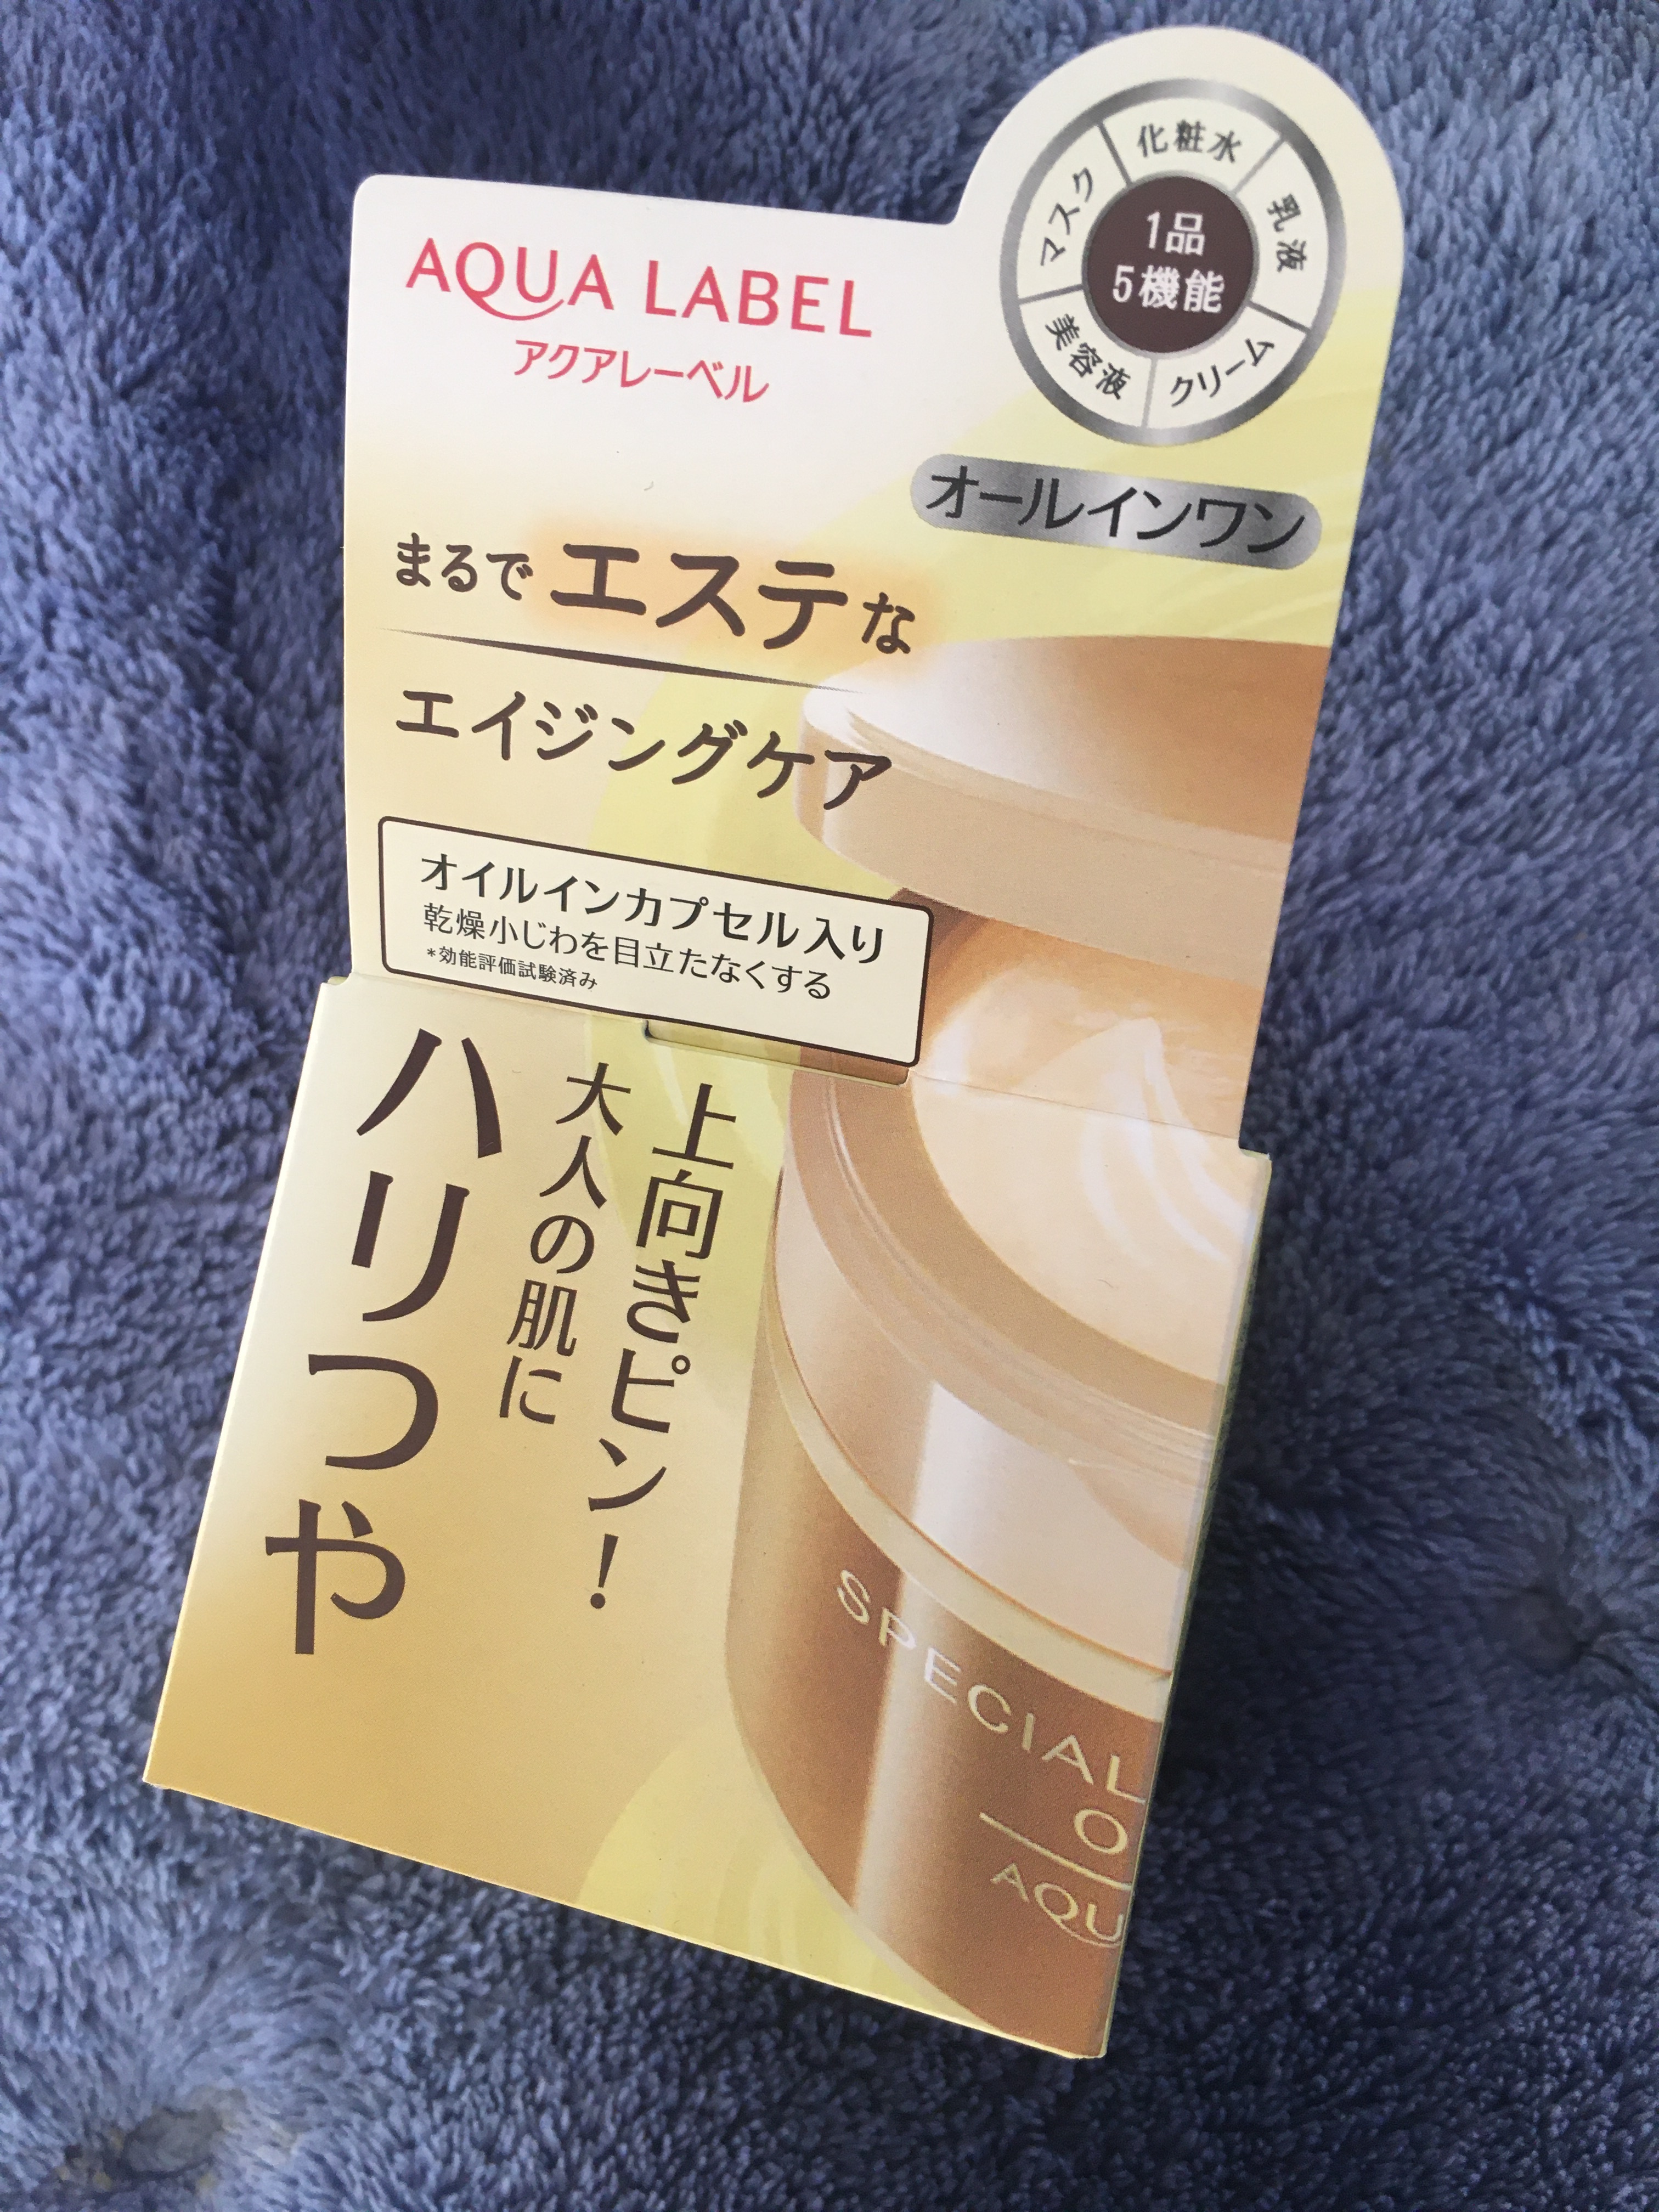 AQUA LABEL
アクアレーベル
1品
5機能
化粧水
乳液
クリーム
美容液
マスク
オールインワン
まるでエステな
エイジングケア
オイルインカプセル入り
乾燥小じわを目立たなくする
*効能評価試験済み
上向きピン!
大人の肌に
ハリつや
SPECIAL
O
AQU